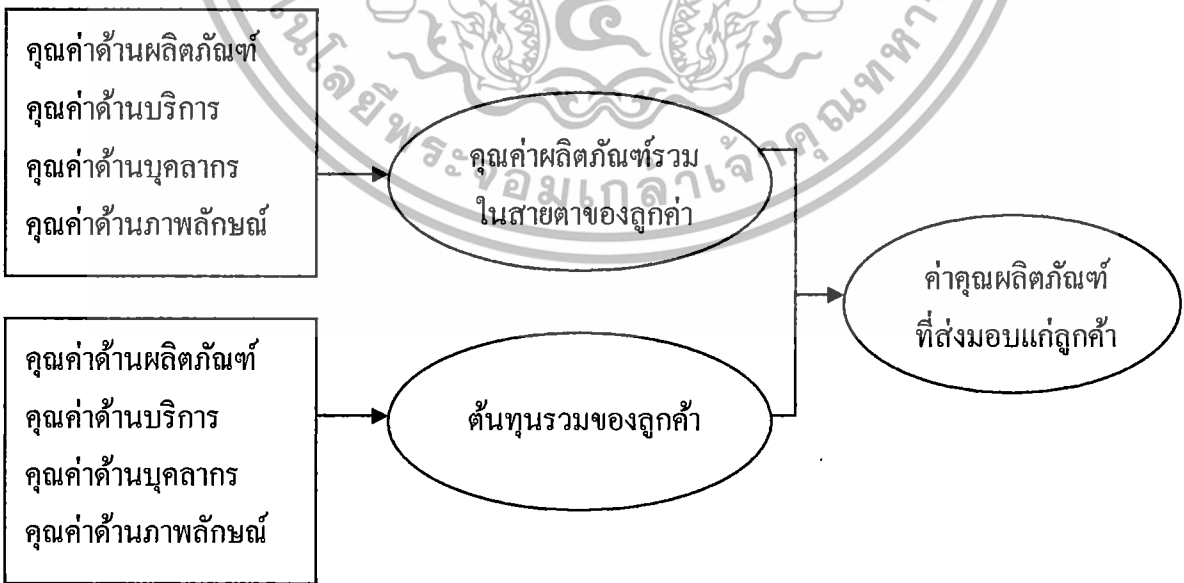 คุณค่าด้านผลิตภัณฑ์
คุณค่าด้านบริการ
คุณค่าด้านบุคลากร
คุณค่าด้านภาพลักษณ์
คุณค่าผลิตภัณฑ์รวม
ในสายตาของลูกค่า
คุณค่าด้านผลิตภัณฑ์
คุณค่าด้านบริการ
คุณค่าด้านบุคลากร
คุณค่าด้านภาพลักษณ์
ต้นทุนรวมของลูกค้า
ค่าคุณผลิตภัณฑ์
ที่ส่งมอบแก่ลูกค้า